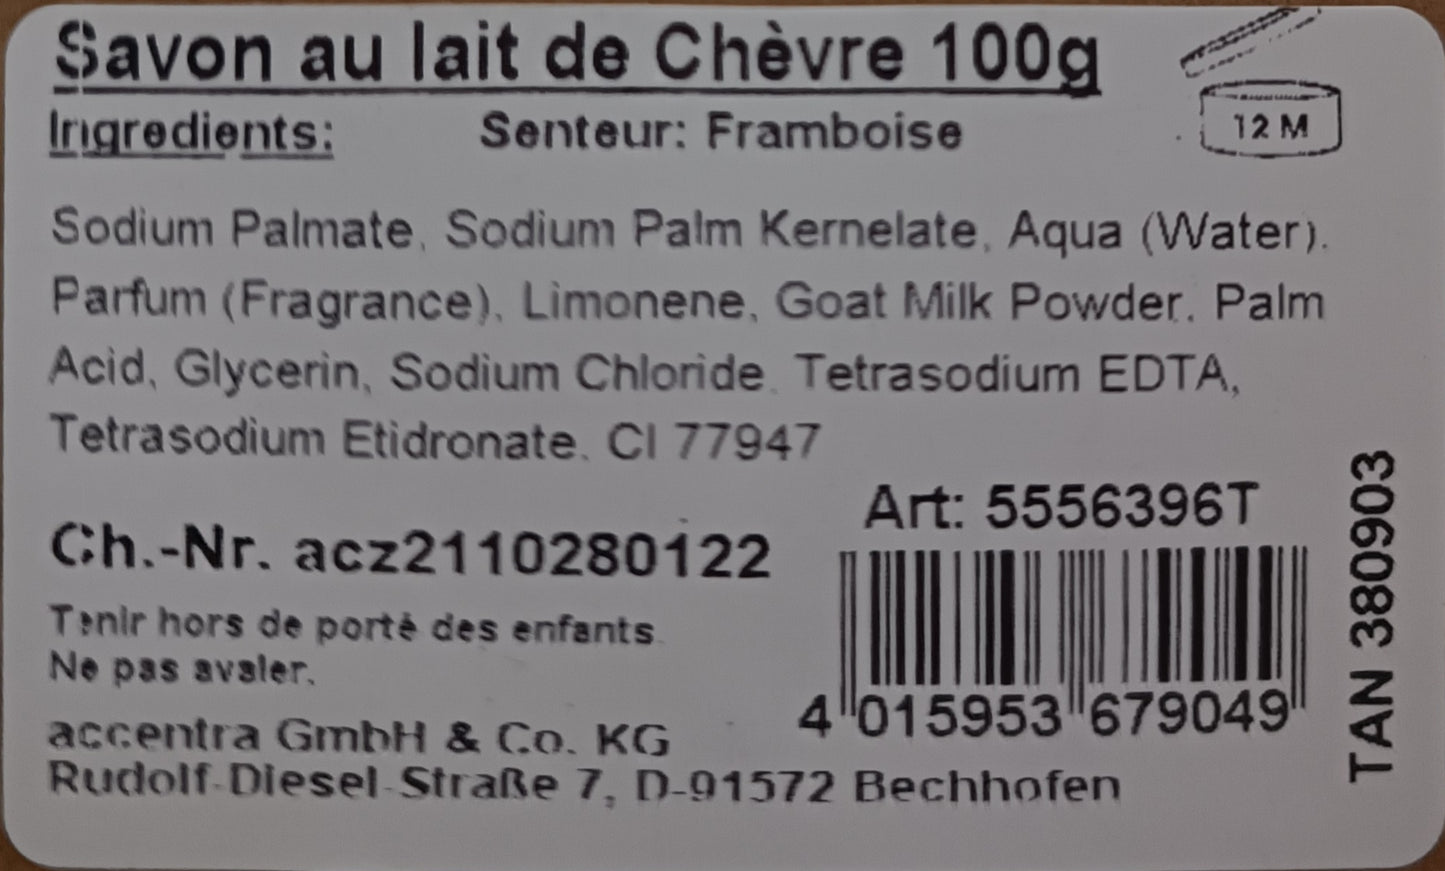 Savon au lait de Chèvre 100g
Ingredients: Senteur: Framboise
12 M
Sodium Palmate, Sodium Palm Kernelate, Aqua (Water),
Parfum (Fragrance), Limonene, Goat Milk Powder, Palm
Acid, Glycerin, Sodium Chloride, Tetrasodium EDTA,
Tetrasodium Etidronate, CI 77947
Art: 5556396T
Ch.-Nr. acz2110280122
Tenir hors de porté des enfants.
Ne pas avaler.
4 015953 679049
accentra GmbH & Co. KG
Rudolf-Diesel-Straße 7, D-91572 Bechhofen
TAN 380903